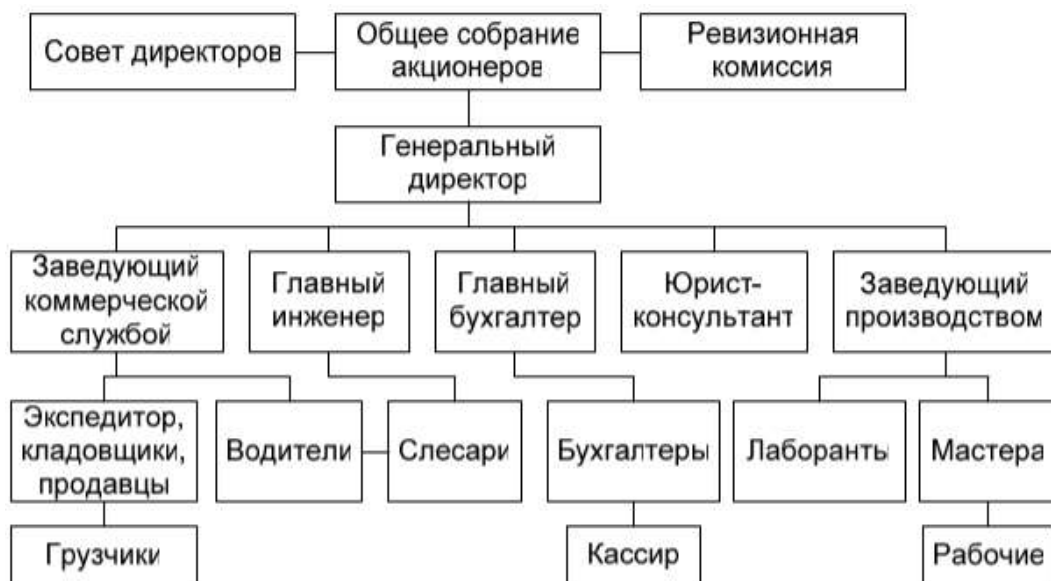 Совет директоров
Общее собрание
акционеров
Ревизионная
комиссия
Генеральный
директор
Заведующий
коммерческой
службой
Главный
инженер
Главный
бухгалтер
Юрист-
консультант
Заведующий
производством
Экспедитор,
кладовщики,
продавцы
Водители
Слесари
Бухгалтеры
Лаборанты
Мастера
Грузчики
Кассир
Рабочие